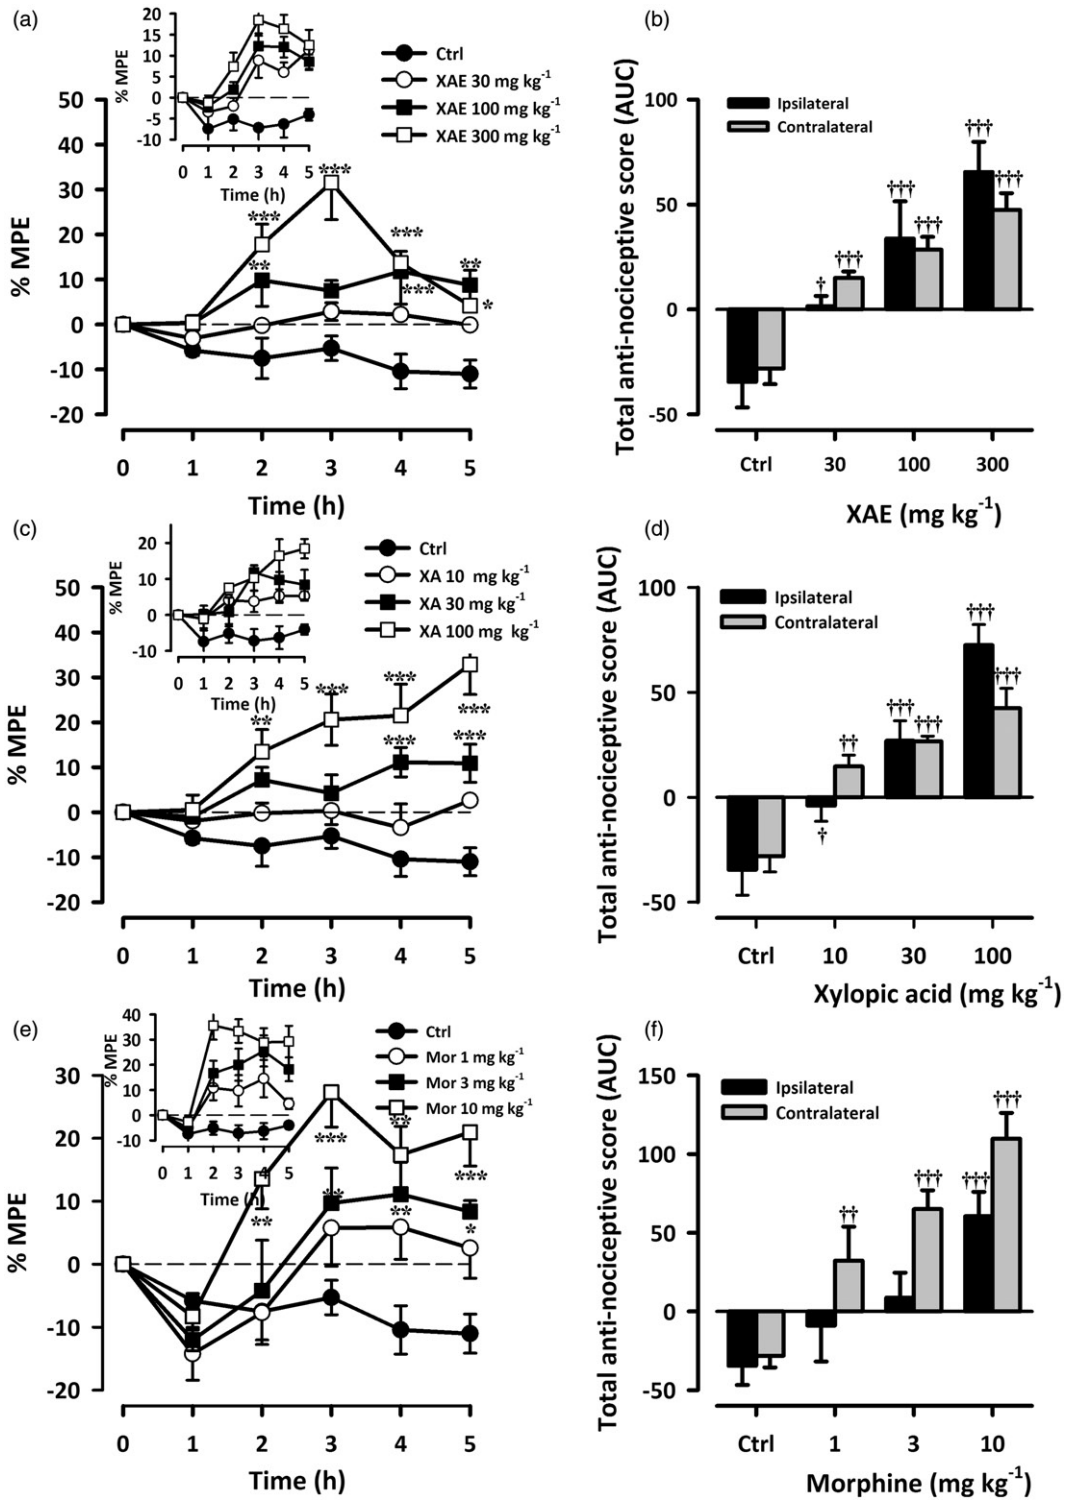 (a)
% MPE
20
15
10
5
0
-5
-10
0 1 2 3 4 5
Time (h)
Ctrl
XAE 30 mg kg-1
XAE 100 mg kg-1
XAE 300 mg kg-1
% MPE
50
40
30
20
10
0
-10
-20
***
**
***
***
***
**
*
0 1 2 3 4 5
Time (h)
(b)
Total anti-nociceptive score (AUC)
100
50
0
-50
Ipsilateral
Contralateral
†
†††
†††
†††
†††
†††
Ctrl 30 100 300
XAE (mg kg-1)
(c)
% MPE
20
10
0
-10
0 1 2 3 4 5
Time (h)
Ctrl
XA 10 mg kg-1
XA 30 mg kg-1
XA 100 mg kg-1
% MPE
50
40
30
20
10
0
-10
-20
**
***
***
***
***
***
0 1 2 3 4 5
Time (h)
(d)
Total anti-nociceptive score (AUC)
100
50
0
-50
Ipsilateral
Contralateral
†
††
†††
†††
†††
†††
Ctrl 10 30 100
Xylopic acid (mg kg-1)
(e)
% MPE
40
30
20
10
0
-10
0 1 2 3 4 5
Time (h)
Ctrl
Mor 1 mg kg-1
Mor 3 mg kg-1
Mor 10 mg kg-1
% MPE
30
20
10
0
-10
-20
**
***
**
**
**
***
*
0 1 2 3 4 5
Time (h)
(f)
Total anti-nociceptive score (AUC)
150
100
50
0
-50
Ipsilateral
Contralateral
††
†††
†††
†††
Ctrl 1 3 10
Morphine (mg kg-1)